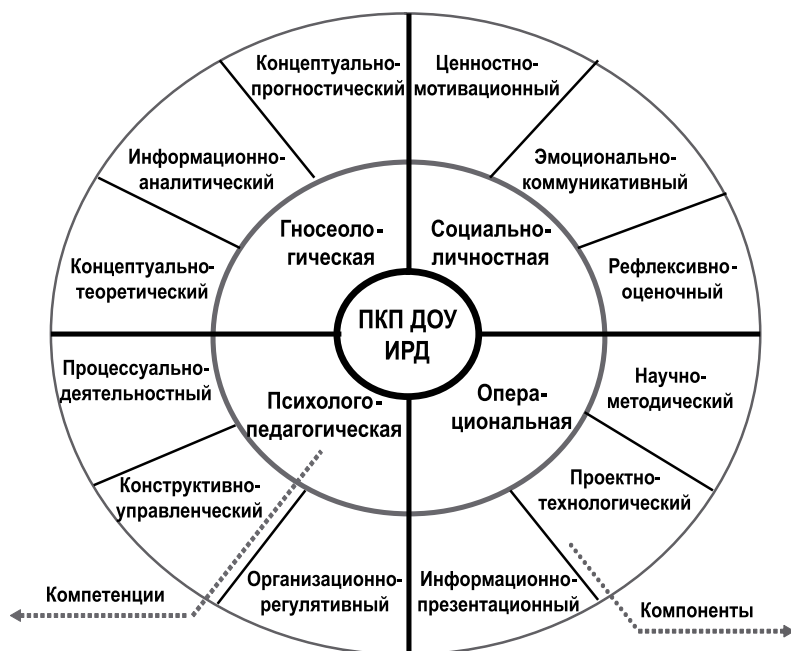 Концептуально-
прогностический
Ценностно-
мотивационный
Информационно-
аналитический
Эмоционально-
коммуникативный
Гносеоло-
гическая
Социально-
личностная
Концептуально-
теоретический
Рефлексивно-
оценочный
ПКП ДОУ
ИРД
Процессуально-
деятельностный
Научно-
методический
Психолого-
педагогическая
Опера-
циональная
Конструктивно-
управленческий
Проектно-
технологический
Организационно-
регулятивный
Информационно-
презентационный
Компетенции
Компоненты